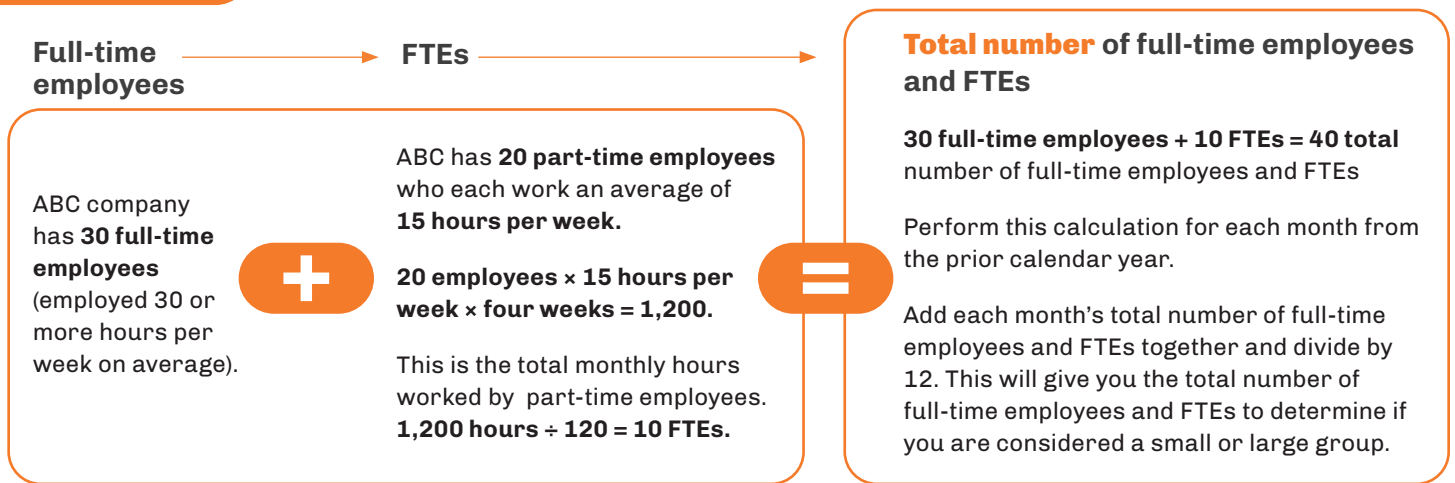 Full-time
employees
FTEs
ABC company
has 30 full-time
employees
(employed 30 or
more hours per
week on average).
+
ABC has 20 part-time employees
who each work an average of
15 hours per week.
20 employees × 15 hours per
week × four weeks = 1,200.
This is the total monthly hours
worked by part-time employees.
1,200 hours ÷ 120 = 10 FTEs.
=
Total number of full-time employees
and FTEs
30 full-time employees + 10 FTEs = 40 total
number of full-time employees and FTEs
Perform this calculation for each month from
the prior calendar year.
Add each month’s total number of full-time
employees and FTEs together and divide by
12. This will give you the total number of
full-time employees and FTEs to determine if
you are considered a small or large group.